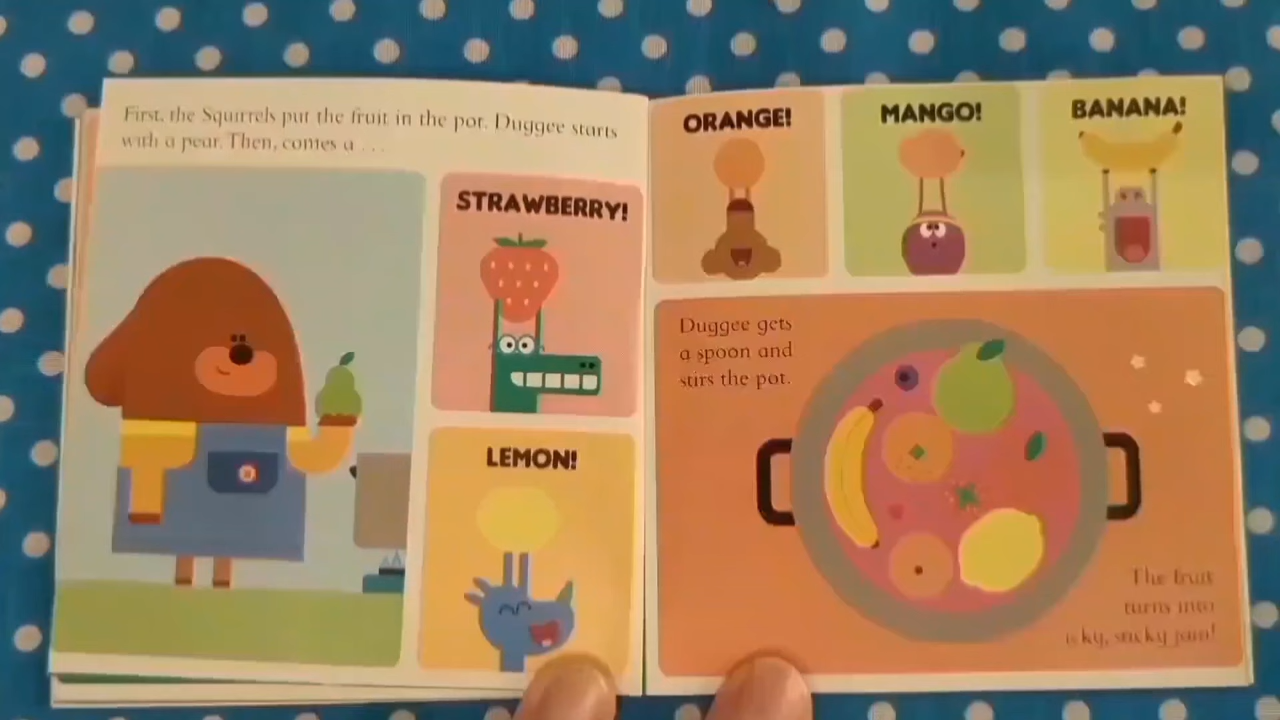 First, the Squirrels put the fruit in the pot. Duggee starts
with a pear. Then, comes a . . .
STRAWBERRY!
LEMON!
ORANGE!
MANGO!
BANANA!
Duggee gets
a spoon and
stirs the pot.
The fruit
turns into
icky, sticky jam!